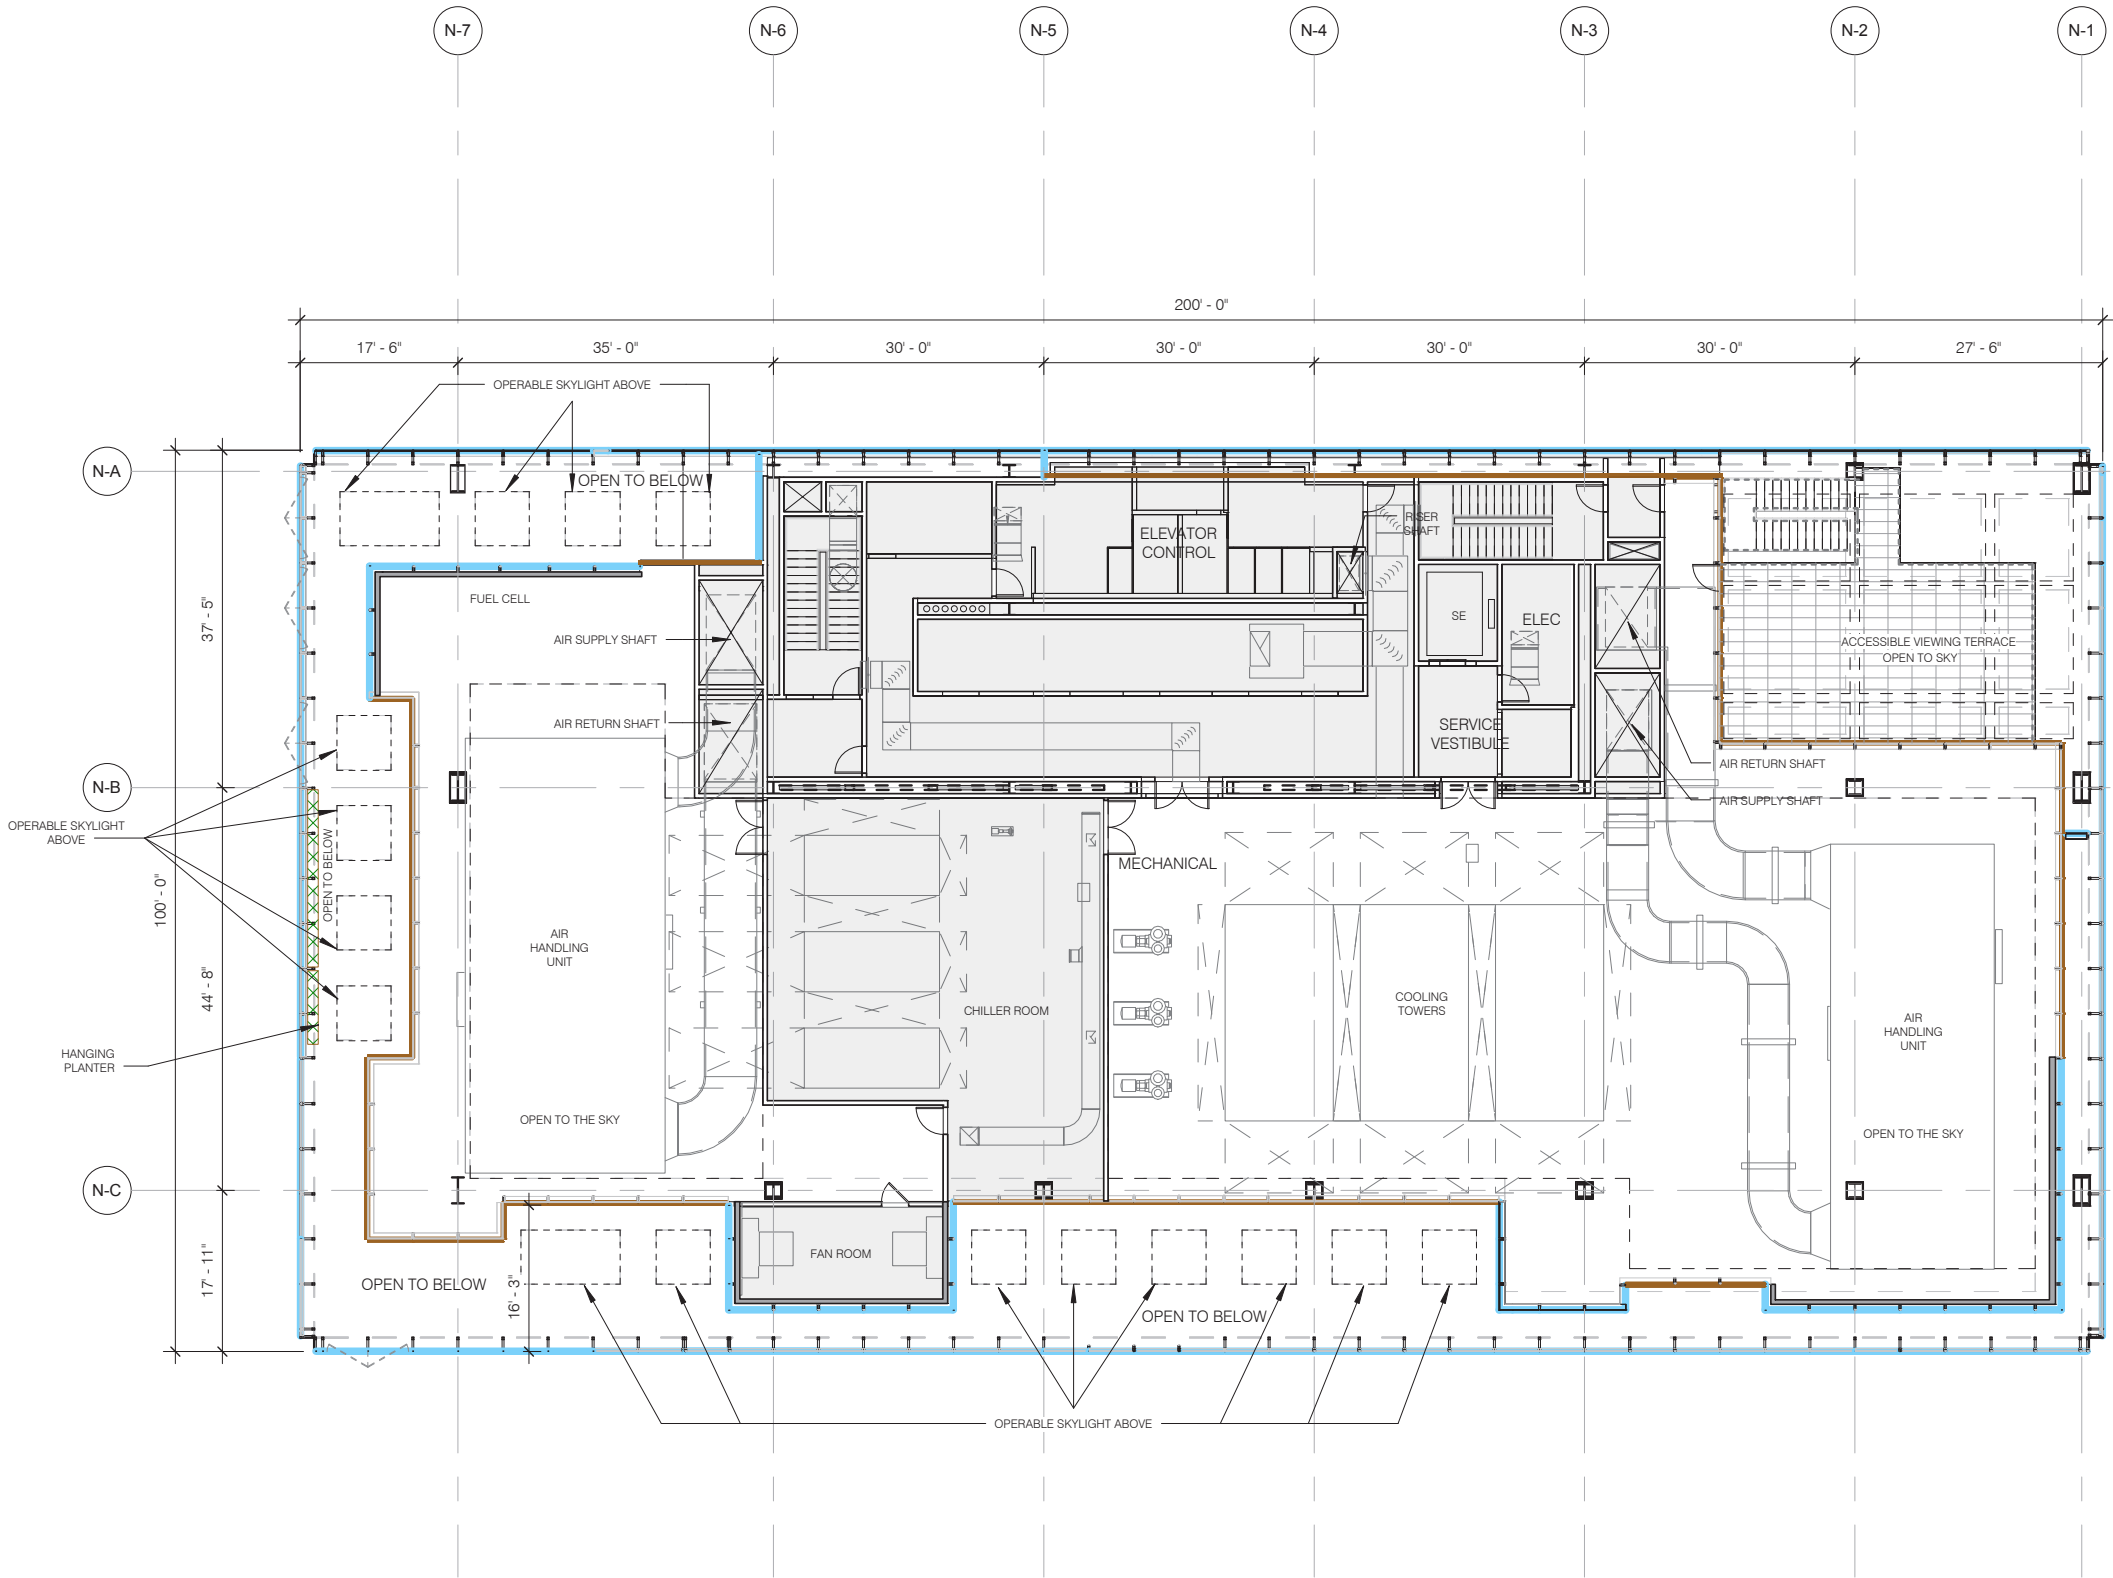 N-7
N-6
N-5
N-4
N-3
N-2
N-1
200' - 0"
17' - 6"
35' - 0"
30' - 0"
30' - 0"
30' - 0"
30' - 0"
27' - 6"
OPERABLE SKYLIGHT ABOVE
N-A
OPEN TO BELOW
RISER
SHAFT
ELEVATOR
CONTROL
FUEL CELL
37' - 5"
SE
ELEC
AIR SUPPLY SHAFT
ACCESSIBLE VIEWING TERRACE
OPEN TO SKY
AIR RETURN SHAFT
SERVICE
VESTIBULE
AIR RETURN SHAFT
N-B
AIR SUPPLY SHAFT
OPERABLE SKYLIGHT
ABOVE
OPEN TO BELOW
100' - 0"
MECHANICAL
AIR
HANDLING
UNIT
44' - 8"
CHILLER ROOM
COOLING
TOWERS
AIR
HANDLING
UNIT
HANGING
PLANTER
OPEN TO THE SKY
OPEN TO THE SKY
N-C
FAN ROOM
17' - 11"
OPEN TO BELOW
16' - 3"
OPEN TO BELOW
OPERABLE SKYLIGHT ABOVE